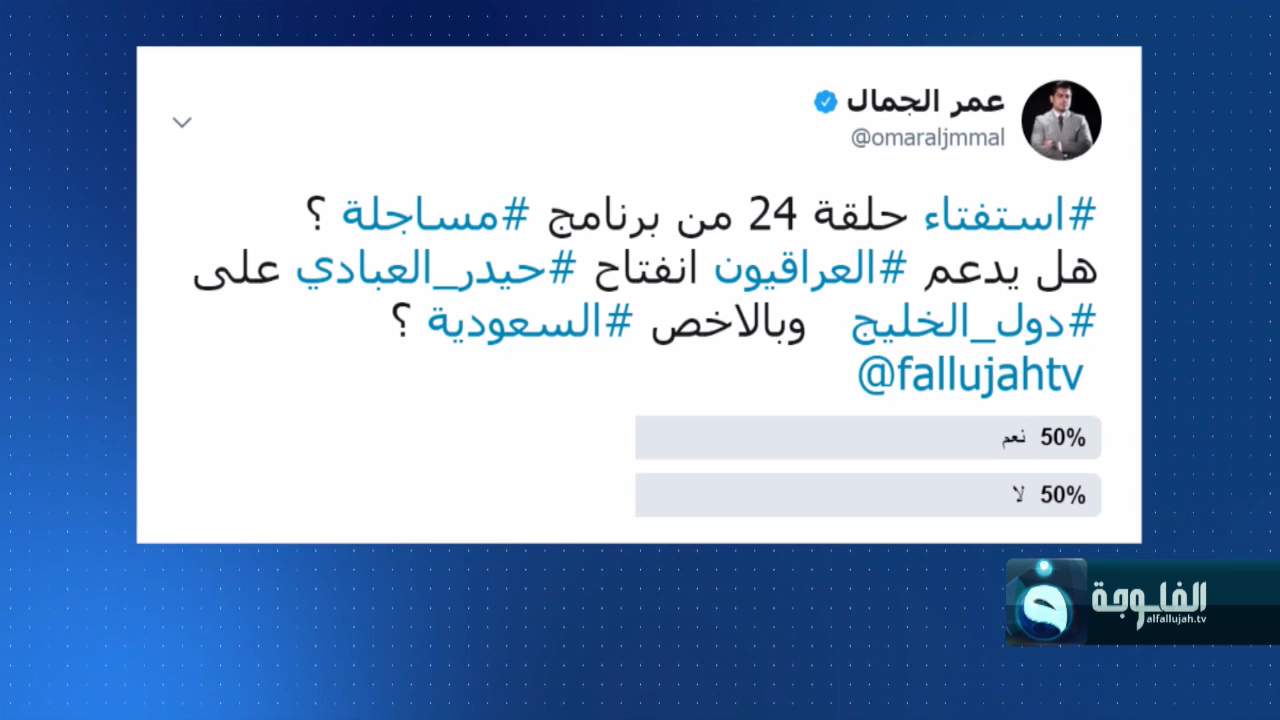 عمر الجمال
@omaraljmmal
#استفتاء حلقة 24 من برنامج #مساجلة ؟
هل يدعم #العراقيون انفتاح #حيدر_العبادي على
#دول_الخليج وبالاخص #السعودية ؟
@fallujahtv
50% نعم
50% لا
الفلوجة
alfallujah.tv